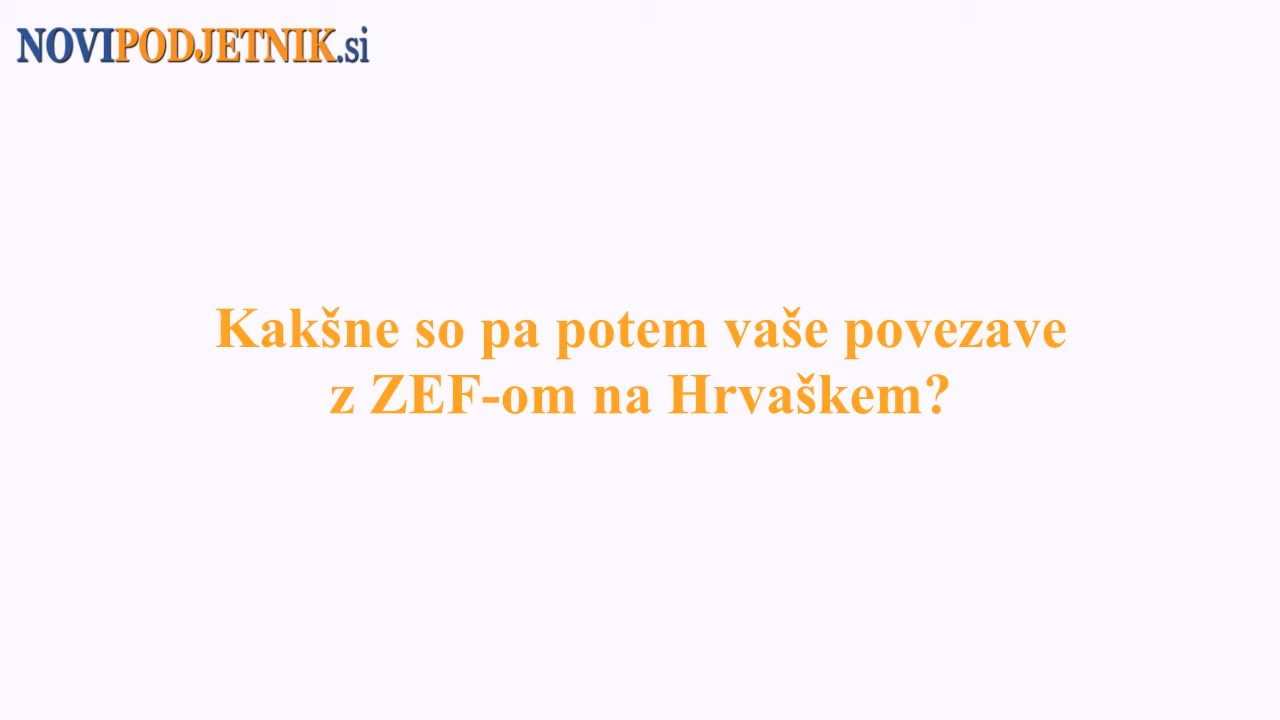 NOVIPODJETNIK.si
Kakšne so pa potem vaše povezave
z ZEF-om na Hrvaškem?